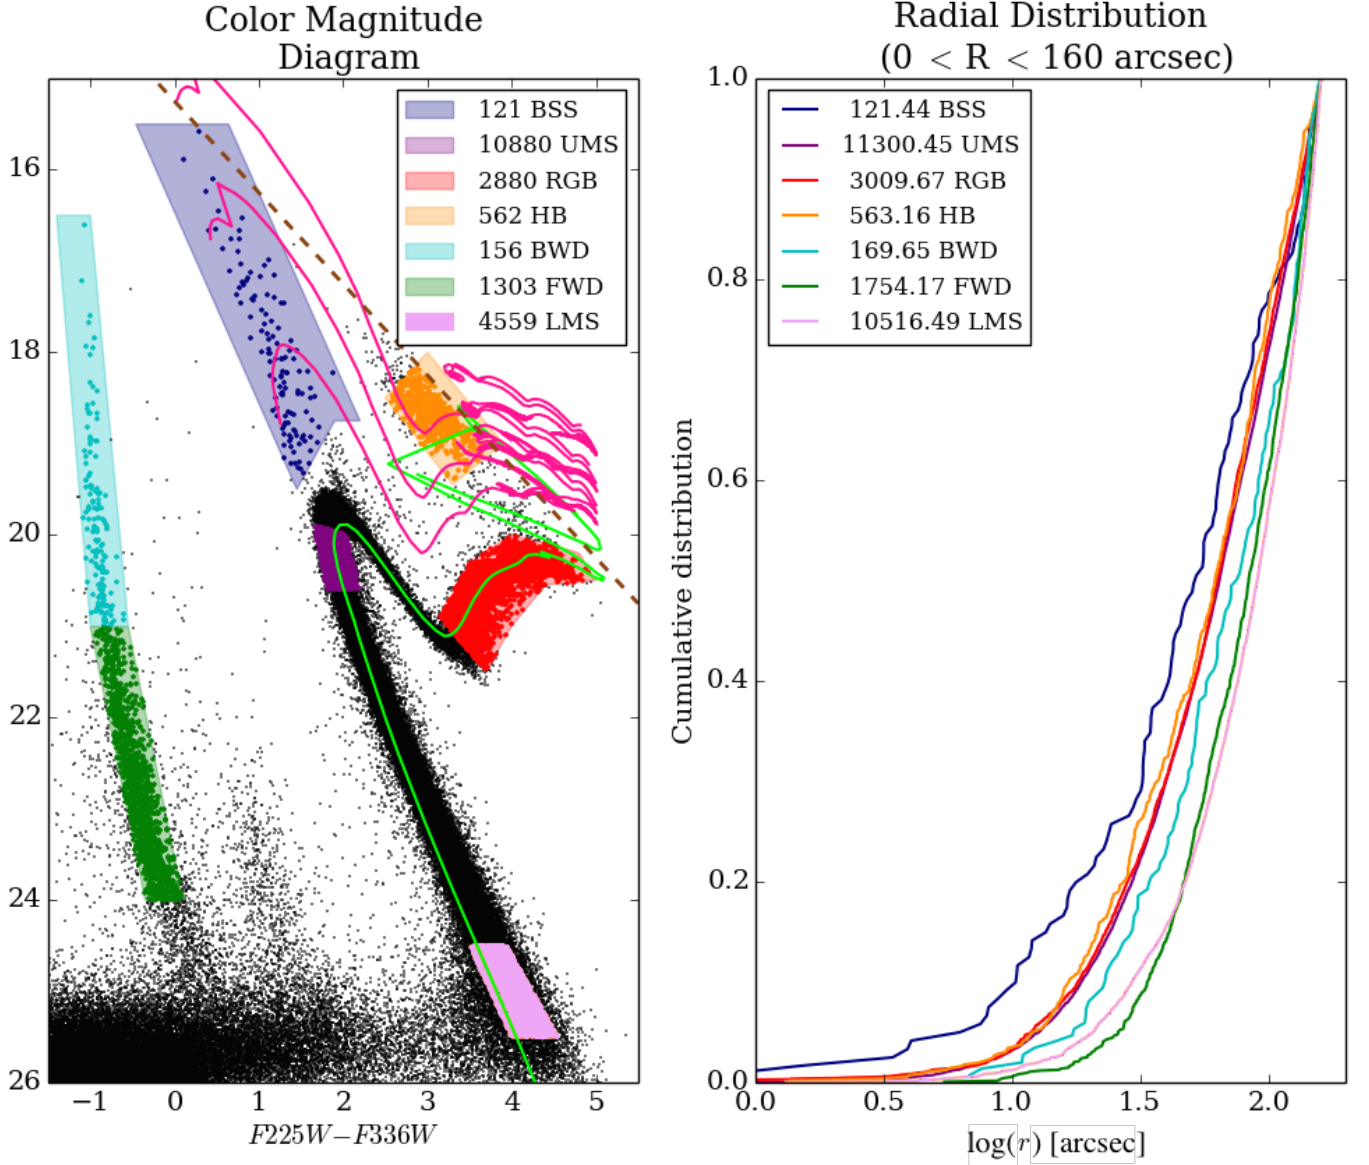 Color Magnitude
Diagram
121 BSS
10880 UMS
2880 RGB
562 HB
156 BWD
1303 FWD
4559 LMS
16
18
20
22
24
26
−1 0 1 2 3 4 5
F225W−F336W
Radial Distribution
(0 < R < 160 arcsec)
121.44 BSS
11300.45 UMS
3009.67 RGB
563.16 HB
169.65 BWD
1754.17 FWD
10516.49 LMS
1.0
0.8
0.6
0.4
0.2
0.0
Cumulative distribution
0.0 0.5 1.0 1.5 2.0
log(r) [arcsec]